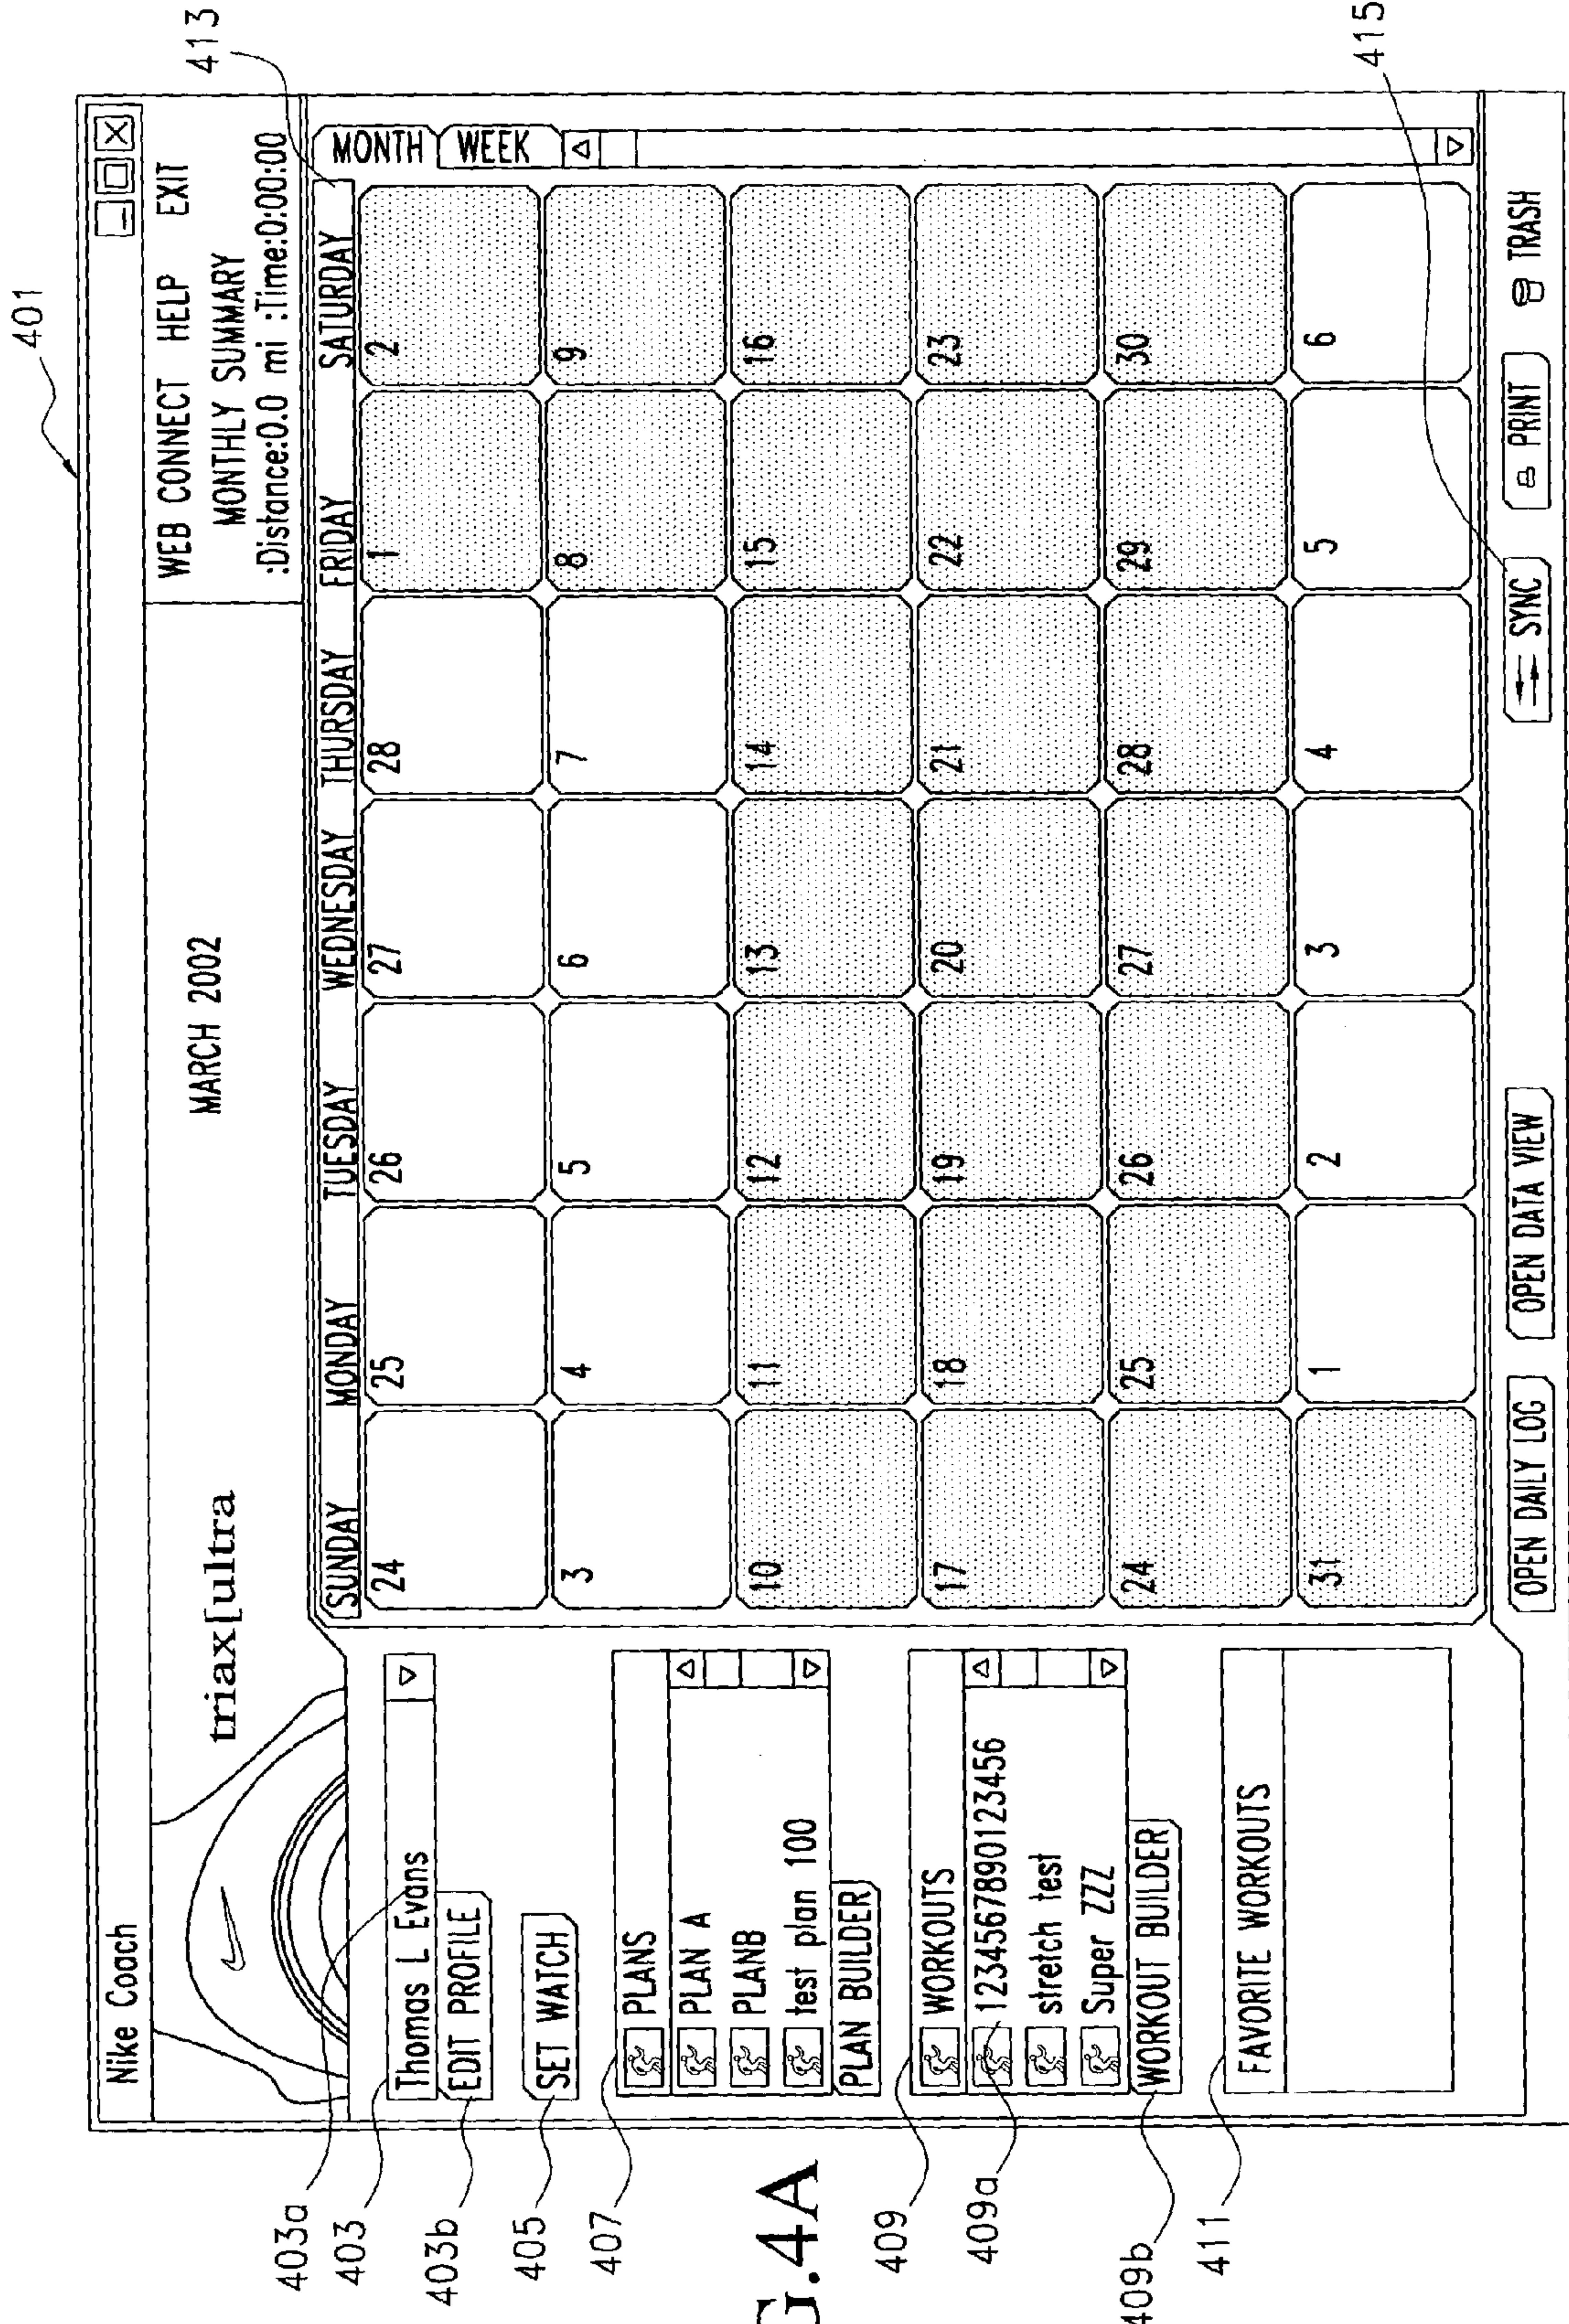 401
Nike Coach
WEB CONNECT HELP EXIT
triax[ultra
MARCH 2002
MONTHLY SUMMARY
:Distance:0.0 mi :Time:0:00:00
413
SUNDAY MONDAY TUESDAY WEDNESDAY THURSDAY FRIDAY SATURDAY
MONTH
WEEK
24 25 26 27 28 1 2
3 4 5 6 7 8 9
10 11 12 13 14 15 16
17 18 19 20 21 22 23
24 25 26 27 28 29 30
31 1 2 3 4 5 6
403a
403
Thomas L Evans
403b
EDIT PROFILE
405
SET WATCH
407
PLANS
PLAN A
PLANB
test plan 100
PLAN BUILDER
409
WORKOUTS
409a
1234567890123456
stretch test
Super ZZZ
409b
WORKOUT BUILDER
411
FAVORITE WORKOUTS
OPEN DAILY LOG OPEN DATA VIEW SYNC PRINT TRASH
415
G.4A